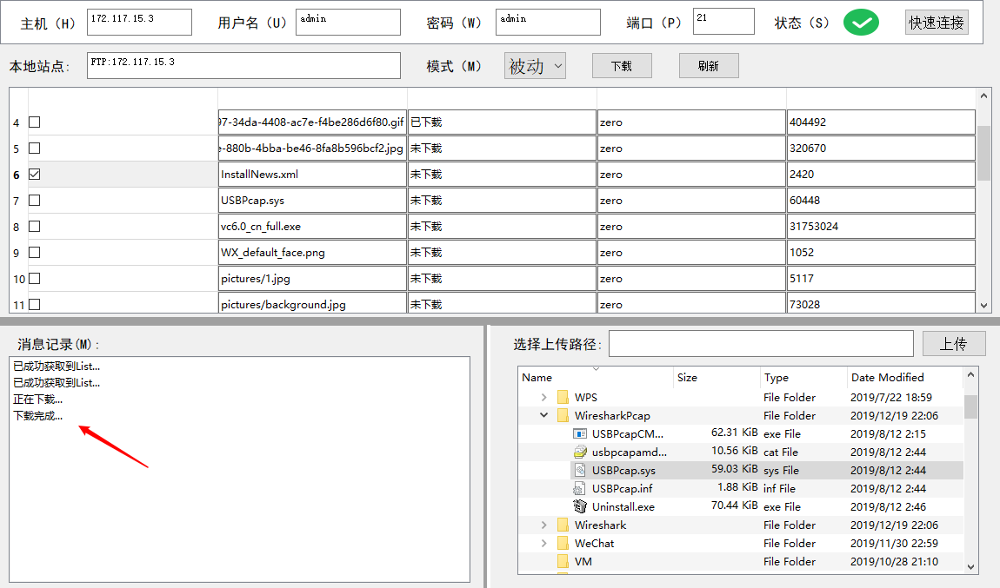 主机（H） 172.117.15.3 用户名（U） admin 密码（W） admin 端口（P） 21 状态（S） 快速连接
本地站点: FTP:172.117.15.3 模式（M） 被动 下载 刷新
4 97-34da-4408-ac7e-f4be286d6f80.gif 已下载 zero 404492
5 e-880b-4bba-be46-8fa8b596bcf2.jpg 未下载 zero 320670
6 InstallNews.xml 未下载 zero 2420
7 USBPcap.sys 未下载 zero 60448
8 vc6.0_cn_full.exe 未下载 zero 31753024
9 WX_default_face.png 未下载 zero 1052
10 pictures/1.jpg 未下载 zero 5117
11 pictures/background.jpg 未下载 zero 73028
消息记录(M)：
已成功获取到List...
已成功获取到List...
正在下载...
下载完成...
选择上传路径: 上传
Name Size Type Date Modified
WPS File Folder 2019/7/22 18:59
WiresharkPcap File Folder 2019/12/19 22:06
USBPcapCM... 62.31 KiB exe File 2019/8/12 2:15
usbpcapamd... 10.56 KiB cat File 2019/8/12 2:44
USBPcap.sys 59.03 KiB sys File 2019/8/12 2:44
USBPcap.inf 1.88 KiB inf File 2019/8/12 2:44
Uninstall.exe 70.44 KiB exe File 2019/8/12 2:46
Wireshark File Folder 2019/12/19 22:06
WeChat File Folder 2019/11/30 22:59
VM File Folder 2019/10/28 21:10